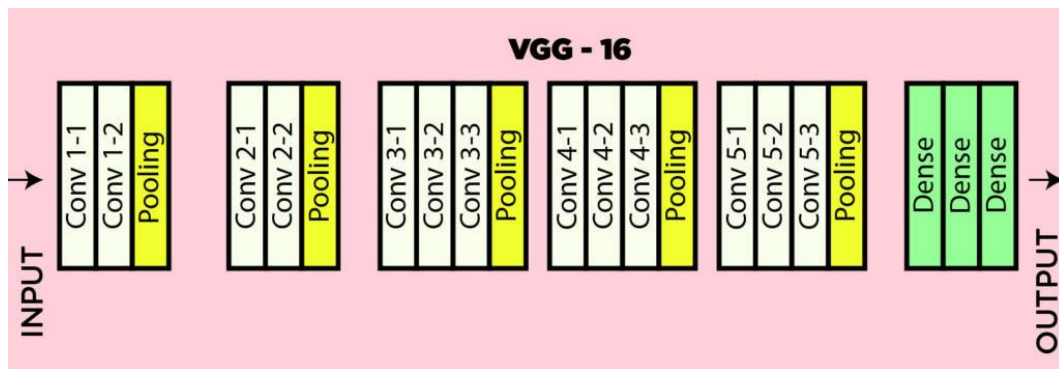 VGG - 16
INPUT
Conv 1-1
Conv 1-2
Pooling
Conv 2-1
Conv 2-2
Pooling
Conv 3-1
Conv 3-2
Conv 3-3
Pooling
Conv 4-1
Conv 4-2
Conv 4-3
Pooling
Conv 5-1
Conv 5-2
Conv 5-3
Pooling
Dense
Dense
Dense
OUTPUT